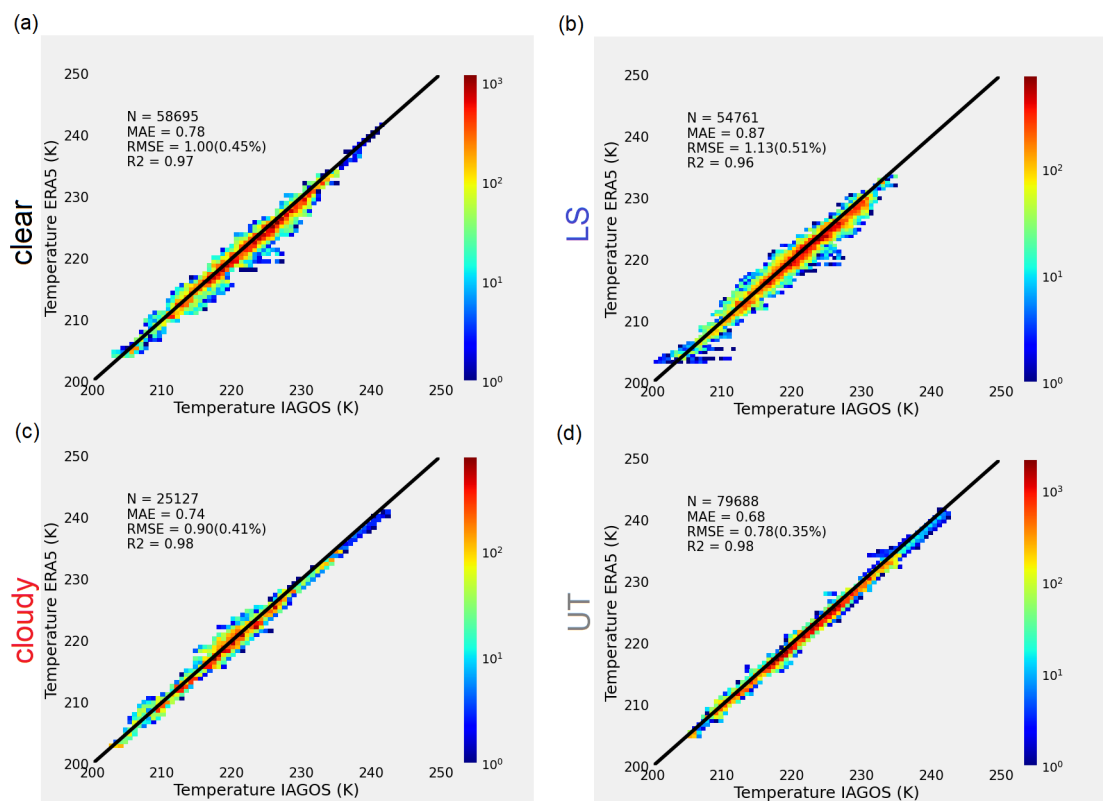 (a)
clear
Temperature ERA5 (K)
250
240
230
220
210
200
N = 58695
MAE = 0.78
RMSE = 1.00(0.45%)
R2 = 0.97
200 210 220 230 240 250
Temperature IAGOS (K)
10³
10²
10¹
10⁰
(b)
LS
Temperature ERA5 (K)
250
240
230
220
210
200
N = 54761
MAE = 0.87
RMSE = 1.13(0.51%)
R2 = 0.96
200 210 220 230 240 250
Temperature IAGOS (K)
10²
10¹
10⁰
(c)
cloudy
Temperature ERA5 (K)
250
240
230
220
210
200
N = 25127
MAE = 0.74
RMSE = 0.90(0.41%)
R2 = 0.98
200 210 220 230 240 250
Temperature IAGOS (K)
10²
10¹
10⁰
(d)
UT
Temperature ERA5 (K)
250
240
230
220
210
200
N = 79688
MAE = 0.68
RMSE = 0.78(0.35%)
R2 = 0.98
200 210 220 230 240 250
Temperature IAGOS (K)
10³
10²
10¹
10⁰